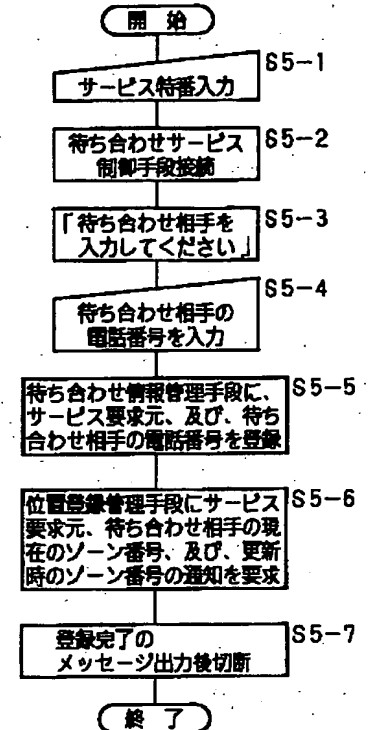 開 始
S5-1
サービス特番入力
S5-2
待ち合わせサービス
制御手段接続
S5-3
「待ち合わせ相手を
入力してください」
S5-4
待ち合わせ相手の
電話番号を入力
S5-5
待ち合わせ情報管理手段に、
サービス要求元、及び、待ち
合わせ相手の電話番号を登録
S5-6
位置登録管理手段にサービス
要求元、待ち合わせ相手の現
在のゾーン番号、及び、更新
時のゾーン番号の通知を要求
S5-7
登録完了の
メッセージ出力後切断
終 了